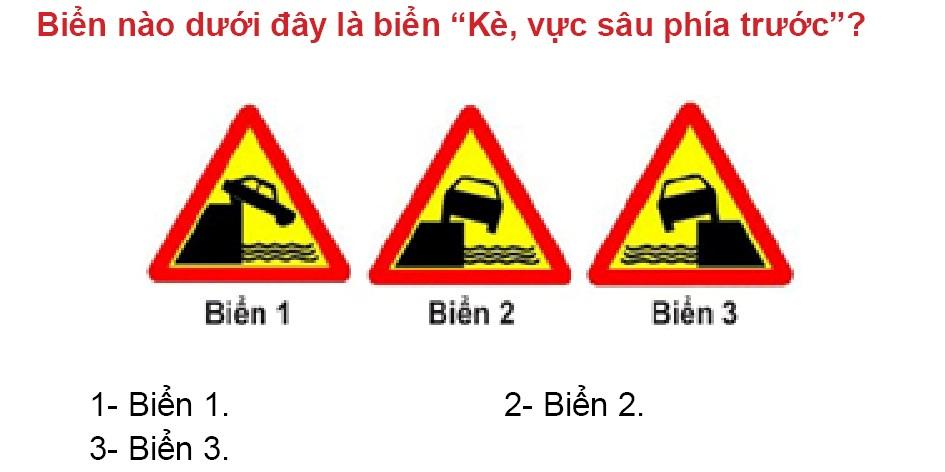 Biển nào dưới đây là biển “Kè, vực sâu phía trước”?
Biển 1 Biển 2 Biển 3
1- Biển 1. 2- Biển 2.
3- Biển 3.